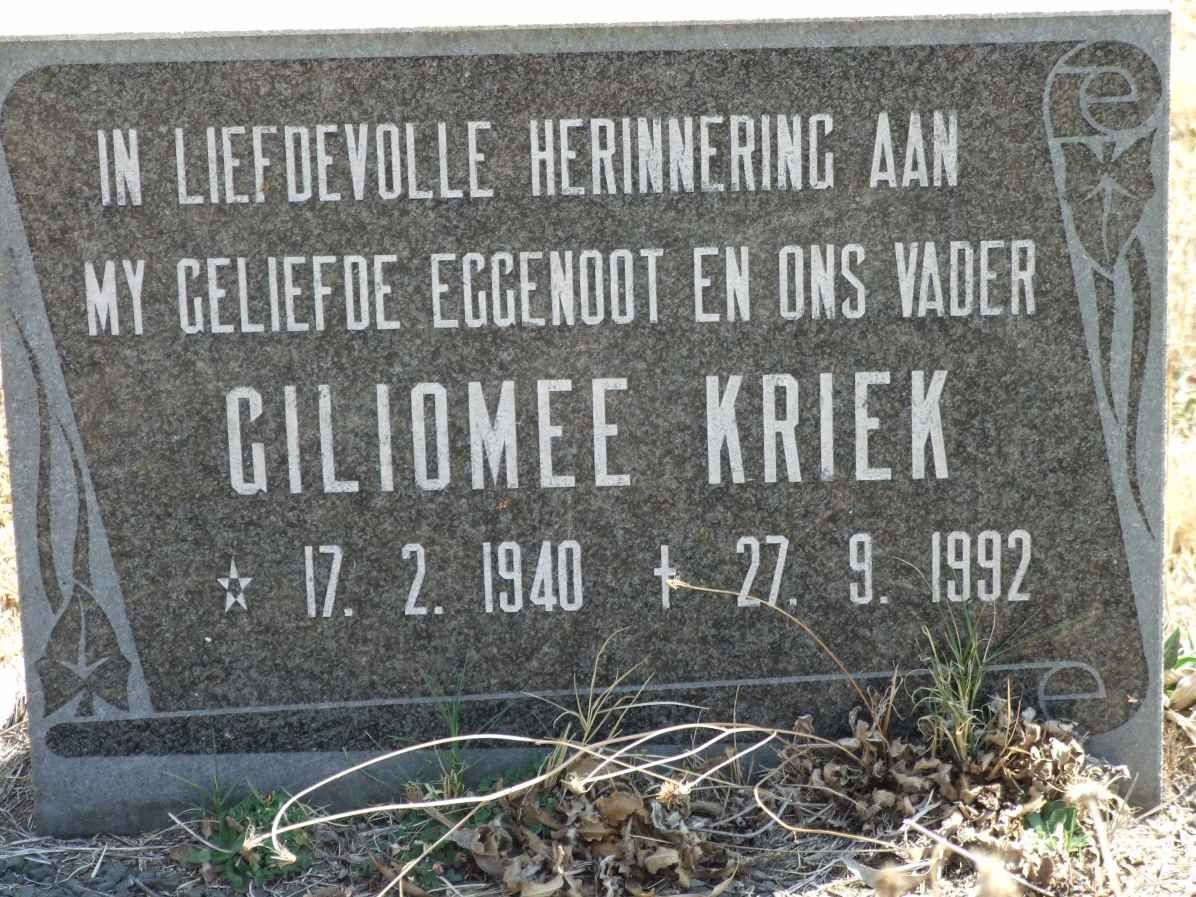 IN LIEFDEVOLLE HERINNERING AAN
MY GELIEFDE EGGENOOT EN ONS VADER
GILIOMEE KRIEK
★ 17. 2. 1940 † 27. 9. 1992